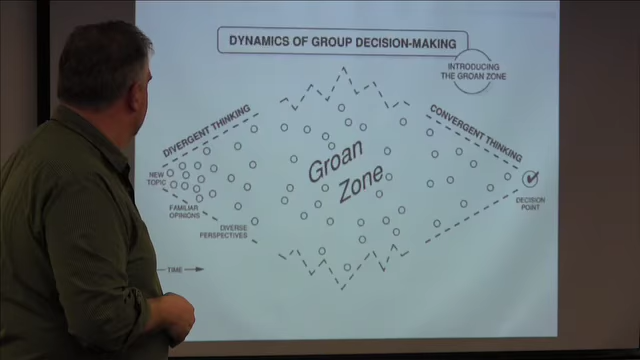 DYNAMICS OF GROUP DECISION-MAKING
INTRODUCING
THE GROAN ZONE
DIVERGENT THINKING
CONVERGENT THINKING
Groan
Zone
NEW
TOPIC
FAMILIAR
OPINIONS
DIVERSE
PERSPECTIVES
DECISION
POINT
TIME